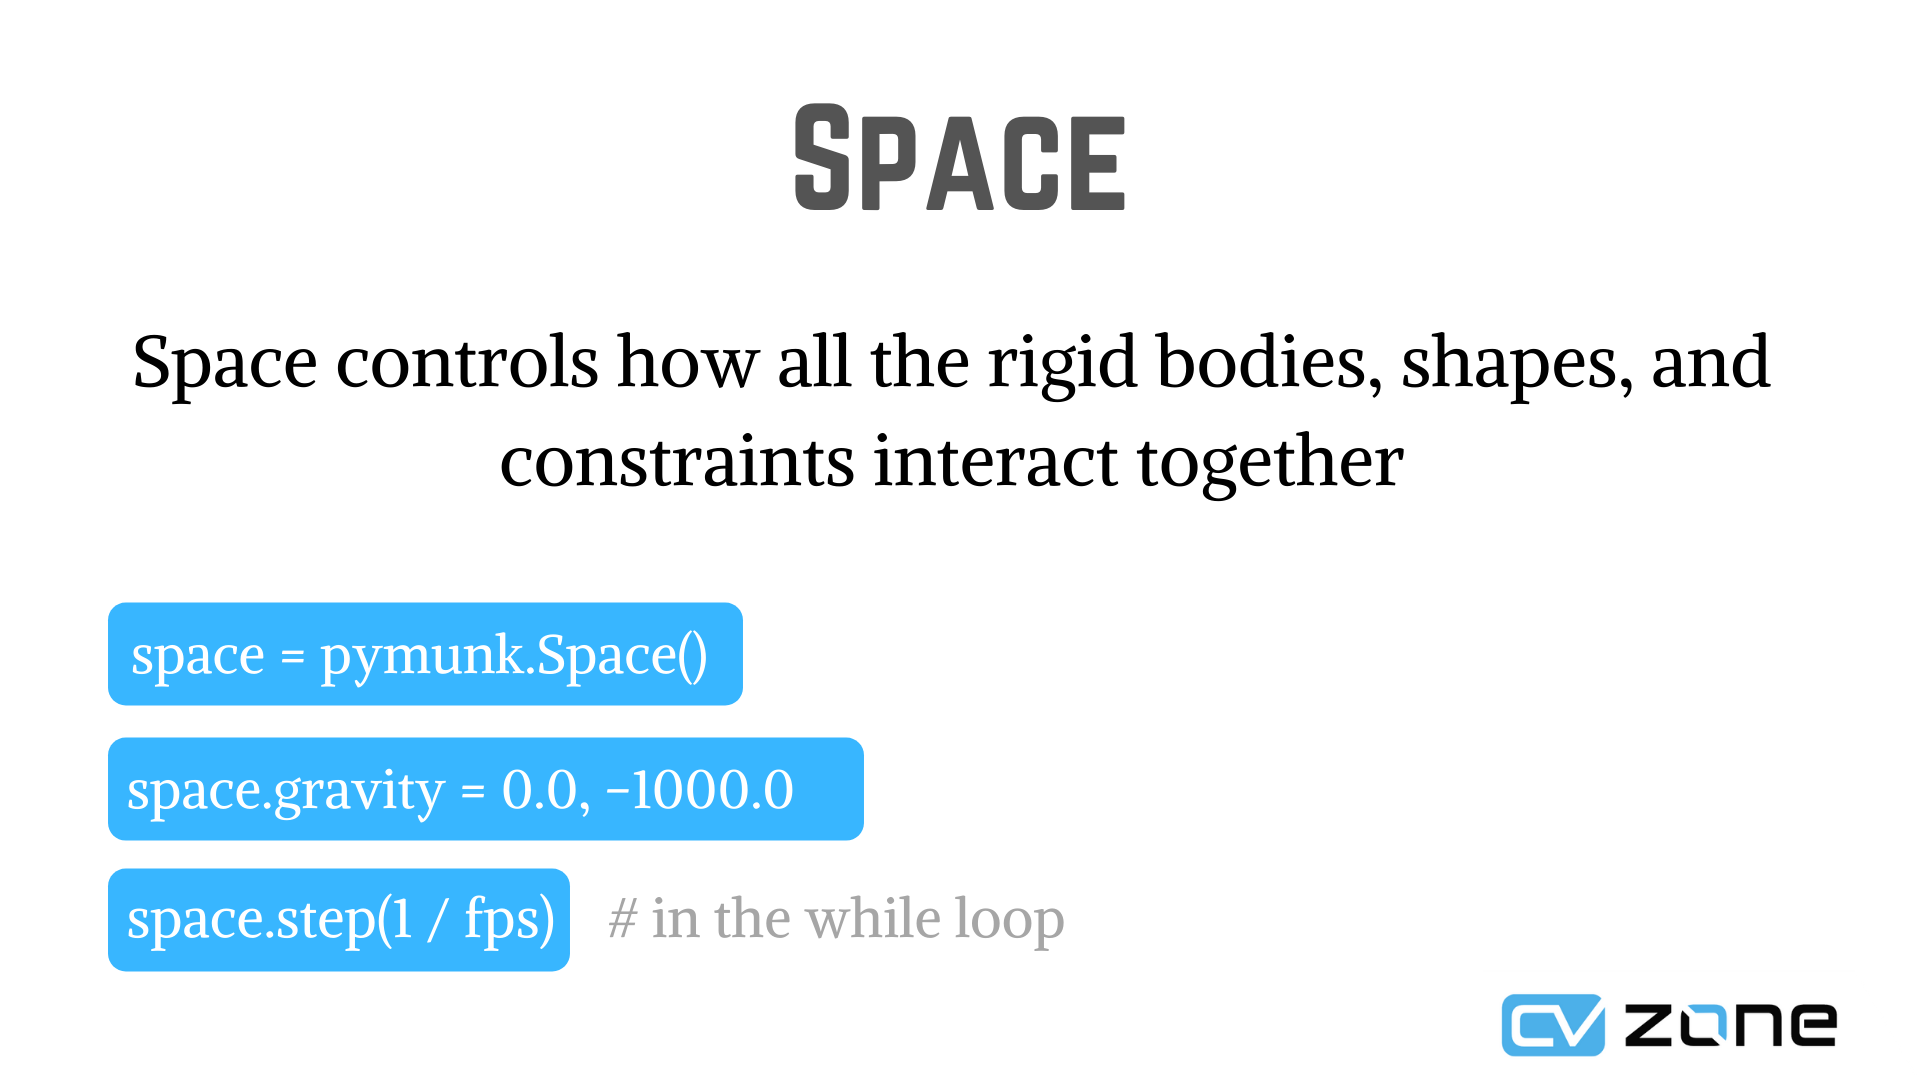 SPACE
Space controls how all the rigid bodies, shapes, and
constraints interact together
space = pymunk.Space()
space.gravity = 0.0, -1000.0
space.step(1 / fps) # in the while loop
CV zone